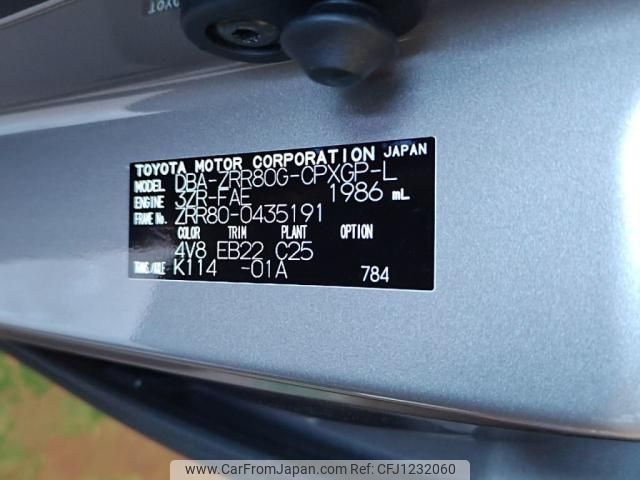 TOYOTA MOTOR CORPORATION JAPAN
MODEL DBA-ZRR80G-CPXGP-L
ENGINE 3ZR-FAE 1986 mL
FRAME No. ZRR80-0435191
COLOR TRIM PLANT OPTION
4V8 EB22 C25
TRANS./AXLE K114 -01A 784
www.CarFromJapan.com Ref:CFJ1232060